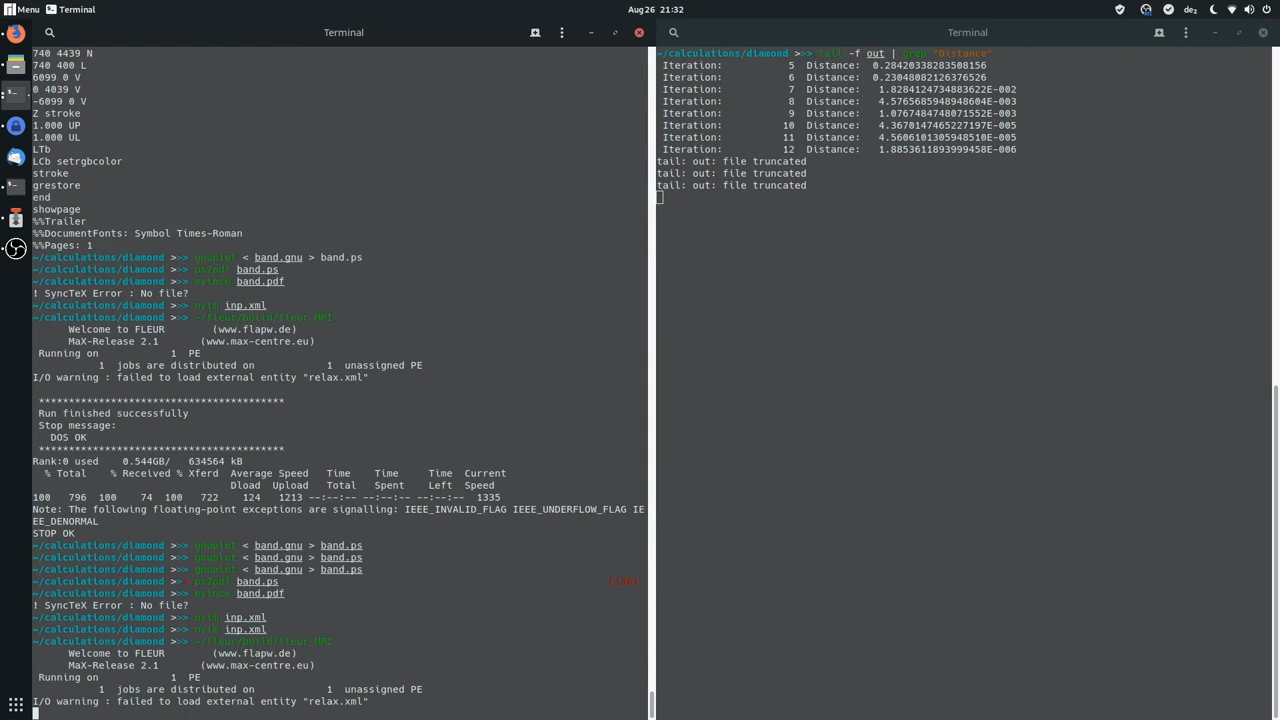 Menu Terminal Aug26 21:32 de₂
Terminal
740 4439 N
740 400 L
6099 0 V
0 4039 V
-6099 0 V
Z stroke
1.000 UP
1.000 UL
LTb
LCb setrgbcolor
stroke
grestore
end
showpage
%%Trailer
%%DocumentFonts: Symbol Times-Roman
%%Pages: 1
~/calculations/diamond >>> gnuplot < band.gnu > band.ps
~/calculations/diamond >>> ps2pdf band.ps
~/calculations/diamond >>> evince band.pdf
! SyncTeX Error : No file?
~/calculations/diamond >>> nvim inp.xml
~/calculations/diamond >>> ~/fleur/build/fleur_MPI
Welcome to FLEUR (www.flapw.de)
MaX-Release 2.1 (www.max-centre.eu)
Running on 1 PE
1 jobs are distributed on 1 unassigned PE
I/O warning : failed to load external entity "relax.xml"
*****************************************
Run finished successfully
Stop message:
DOS OK
*****************************************
Rank:0 used 0.544GB/ 634564 kB
% Total % Received % Xferd Average Speed Time Time Time Current
Dload Upload Total Spent Left Speed
100 796 100 74 100 722 124 1213 --:--:-- --:--:-- --:--:-- 1335
Note: The following floating-point exceptions are signalling: IEEE_INVALID_FLAG IEEE_UNDERFLOW_FLAG IE
EE_DENORMAL
STOP OK
~/calculations/diamond >>> gnuplot < band.gnu > band.ps
~/calculations/diamond >>> gnuplot < band.gnu > band.ps
~/calculations/diamond >>> gnuplot < band.gnu > band.ps
~/calculations/diamond >>> ps2pdf band.ps [130]
~/calculations/diamond >>> evince band.pdf
! SyncTeX Error : No file?
~/calculations/diamond >>> nvim inp.xml
~/calculations/diamond >>> nvim inp.xml
~/calculations/diamond >>> ~/fleur/build/fleur_MPI
Welcome to FLEUR (www.flapw.de)
MaX-Release 2.1 (www.max-centre.eu)
Running on 1 PE
1 jobs are distributed on 1 unassigned PE
I/O warning : failed to load external entity "relax.xml"
Terminal
~/calculations/diamond >>> tail -f out | grep "Distance"
Iteration: 5 Distance: 0.28420338283508156
Iteration: 6 Distance: 0.23048082126376526
Iteration: 7 Distance: 1.8284124734883622E-002
Iteration: 8 Distance: 4.5765685948948604E-003
Iteration: 9 Distance: 1.0767484748071552E-003
Iteration: 10 Distance: 4.3670147465227197E-005
Iteration: 11 Distance: 4.5606101305948510E-005
Iteration: 12 Distance: 1.8853611893999458E-006
tail: out: file truncated
tail: out: file truncated
tail: out: file truncated